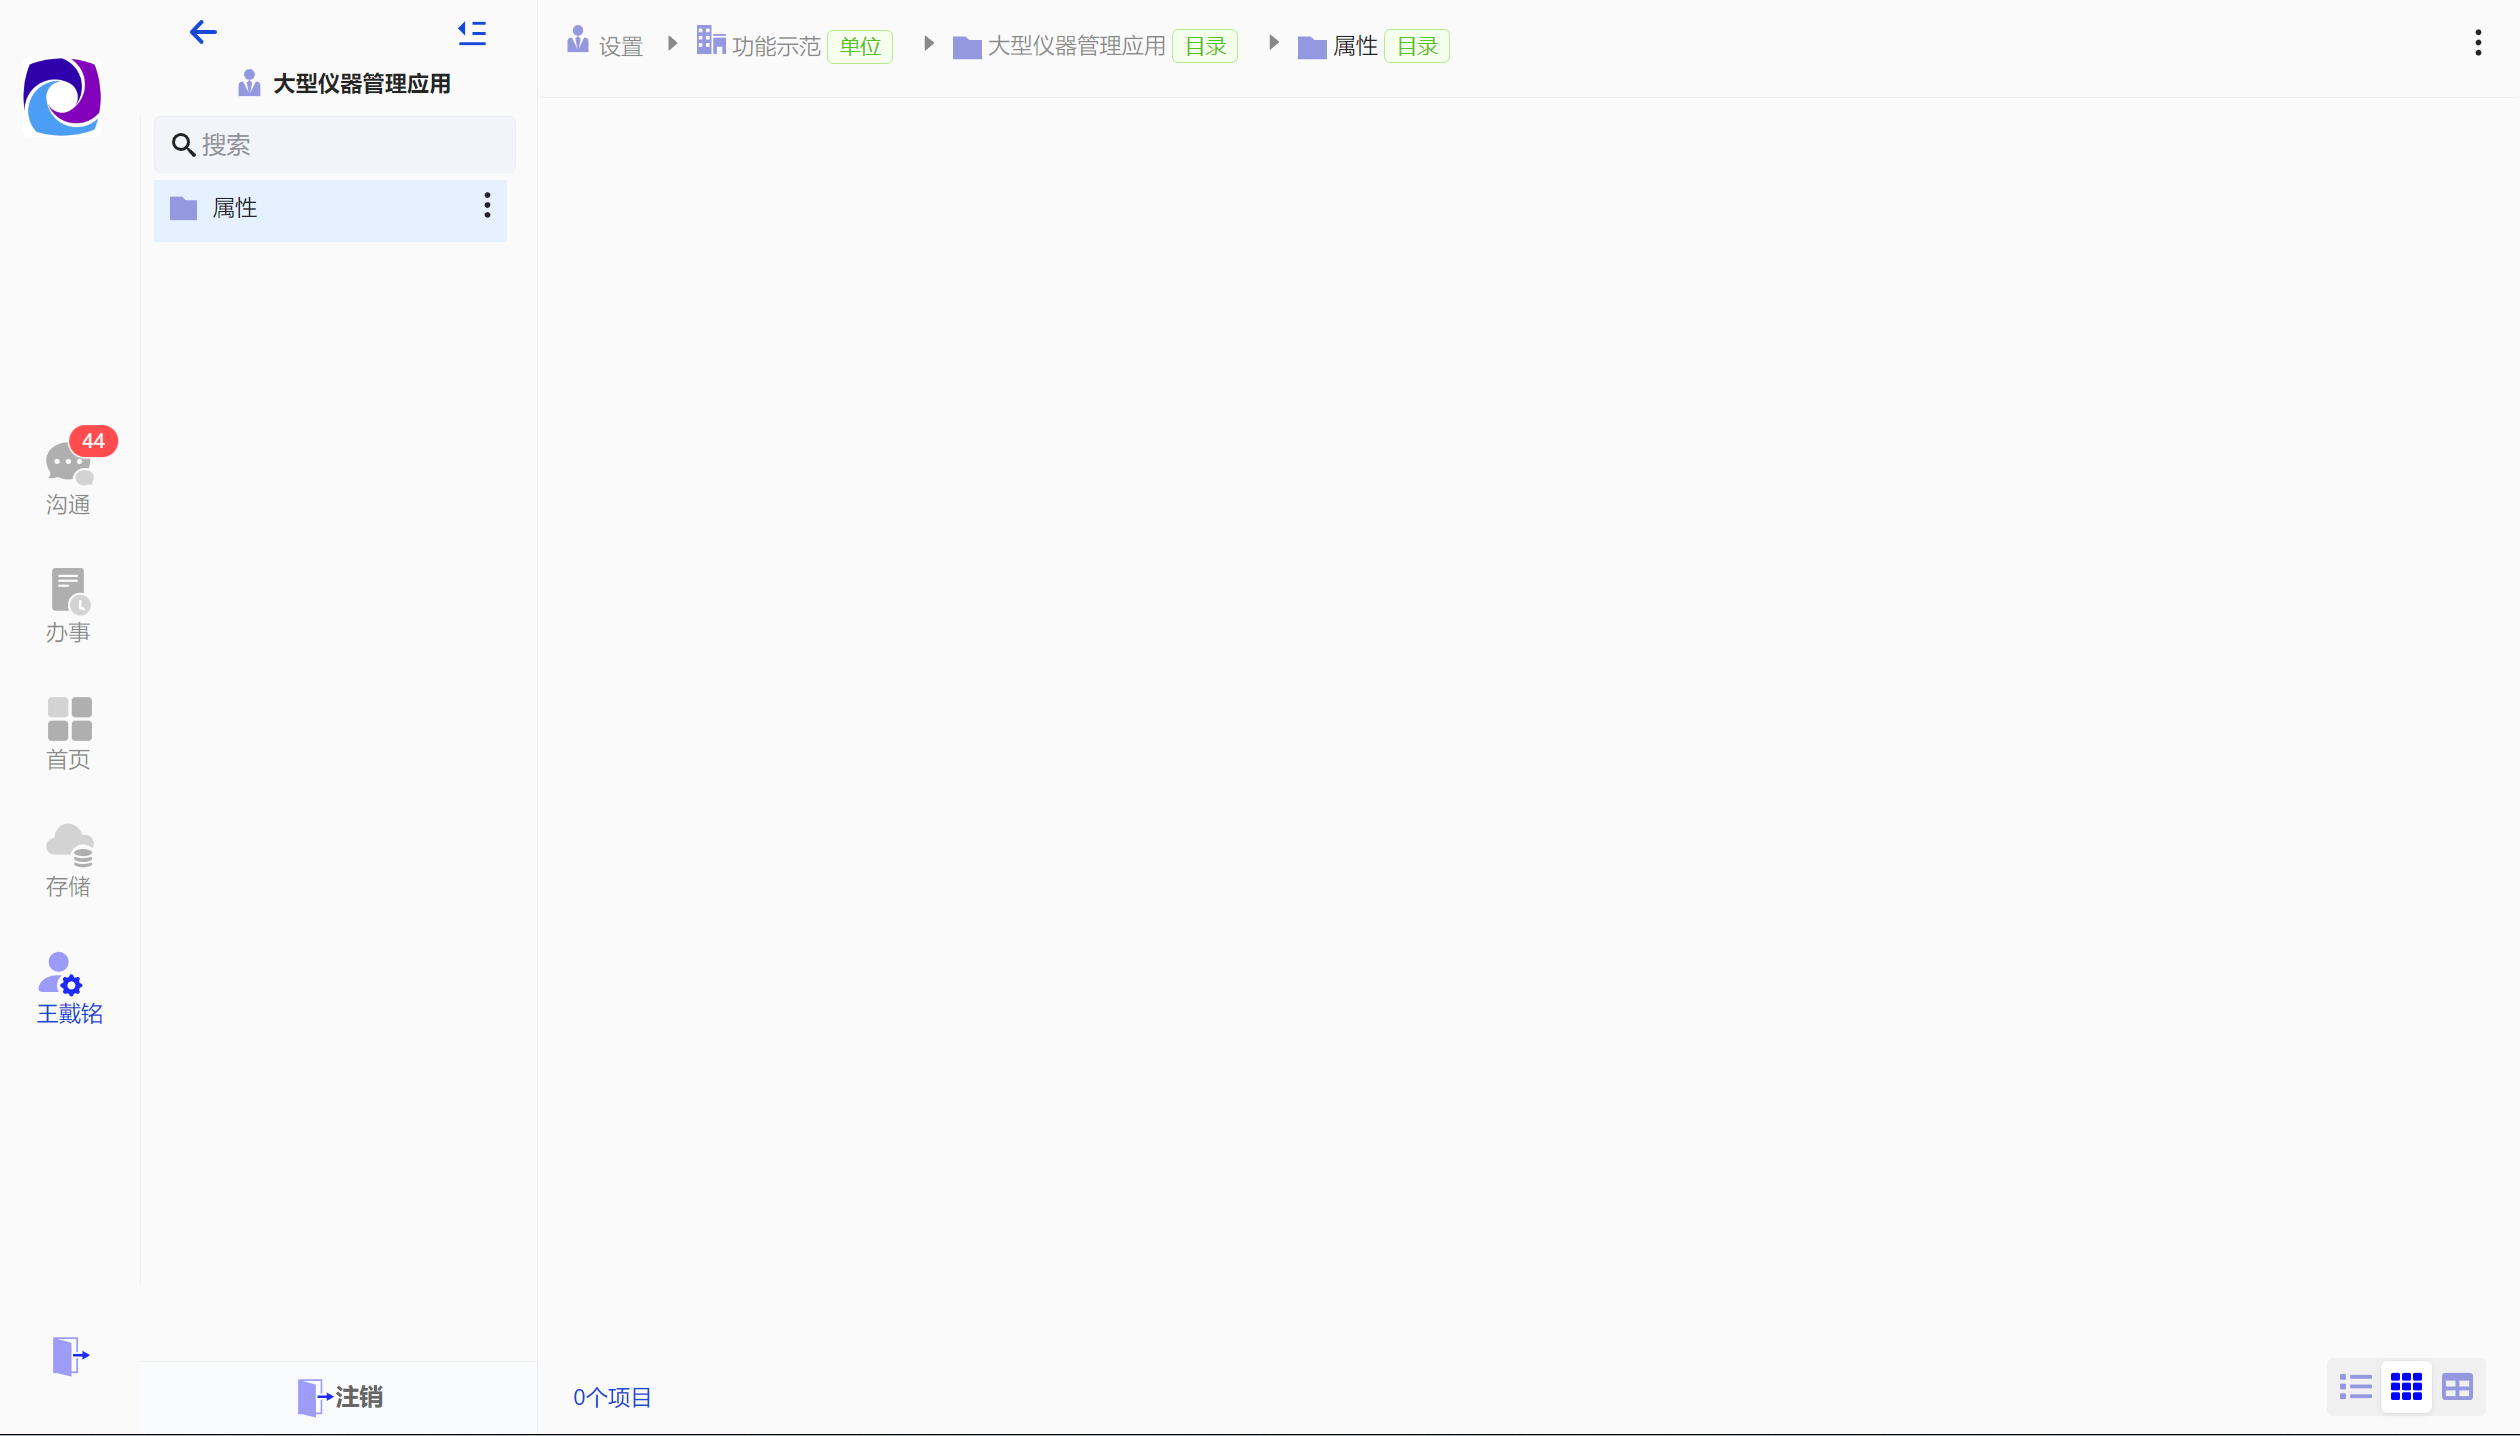 大型仪器管理应用
搜索
属性
44
沟通
办事
首页
存储
王戴铭
注销
设置 功能示范 单位 大型仪器管理应用 目录 属性 目录
0个项目